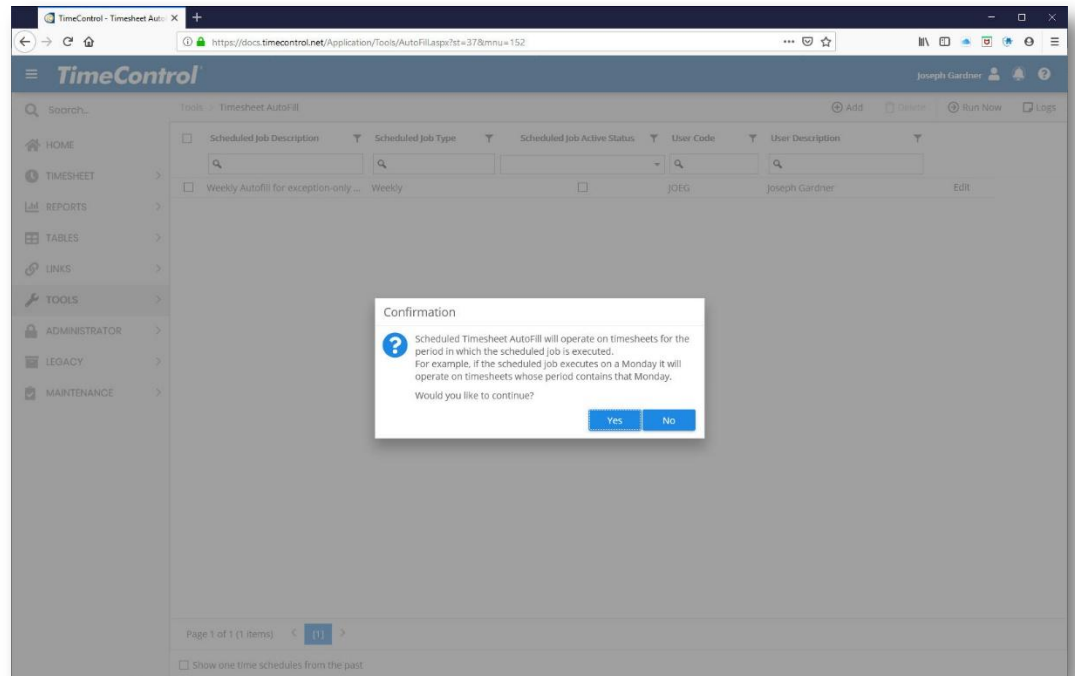 TimeControl - Timesheet Auto
https://docs.timecontrol.net/Application/Tools/AutoFill.aspx?st=37&mnu=152
TimeControl
Joseph Gardner
Search...
Tools > Timesheet AutoFill
Add
Delete
Run Now
Logs
HOME
TIMESHEET
REPORTS
TABLES
LINKS
TOOLS
ADMINISTRATOR
LEGACY
MAINTENANCE
Scheduled Job Description
Scheduled Job Type
Scheduled Job Active Status
User Code
User Description
Weekly Autofill for exception-only ...
Weekly
JOEG
Joseph Gardner
Edit
Confirmation
Scheduled Timesheet AutoFill will operate on timesheets for the
period in which the scheduled job is executed.
For example, if the scheduled job executes on a Monday it will
operate on timesheets whose period contains that Monday.
Would you like to continue?
Yes
No
Page 1 of 1 (1 items)
[1]
Show one time schedules from the past